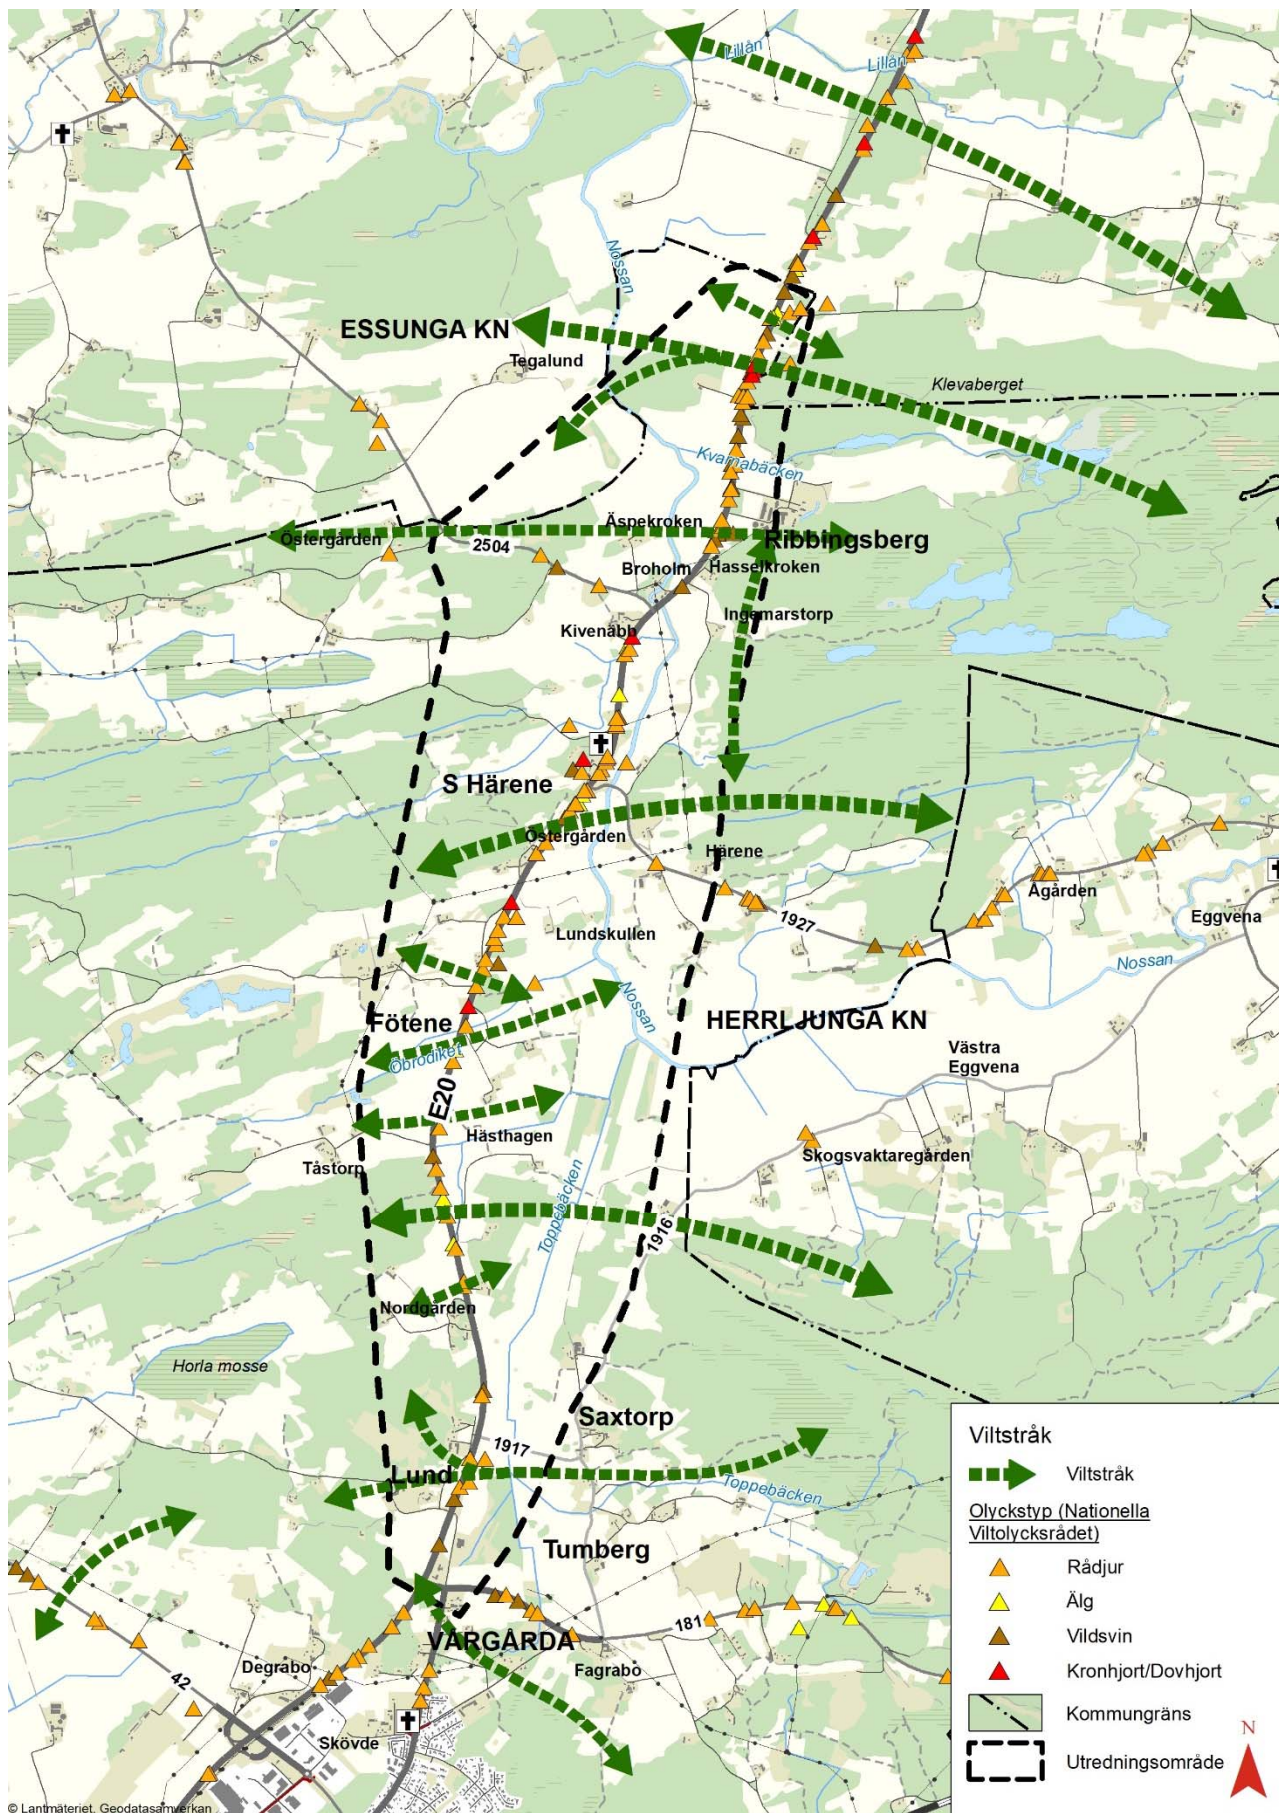 Lillån
Lillån
Nossan
ESSUNGA KN
Tegalund
Klevaberget
Kvarnabäcken
Äspekroken
Östergården
2504
Ribbingsberg
Broholm
Hasselkroken
Ingemarstorp
Kivenäbb
S Härene
Östergården
Härene
Ågården
1927
Eggvena
Lundskullen
Nossan
Nossan
Fötene
HERRLJUNGA KN
Öbrodiket
Västra
Eggvena
E20
Hästhagen
Tåstorp
Skogsvaktaregården
Toppebäcken
1916
Nordgården
Horla mosse
Saxtorp
1917
Lund
Toppebäcken
Tumberg
181
VÅRGÅRDA
Degrabo
Fagrabo
42
Skövde
Viltstråk
Viltstråk
Olyckstyp (Nationella
Viltolycksrådet)
Rådjur
Älg
Vildsvin
Kronhjort/Dovhjort
Kommungräns
Utredningsområde
N
© Lantmäteriet, Geodatasamverkan